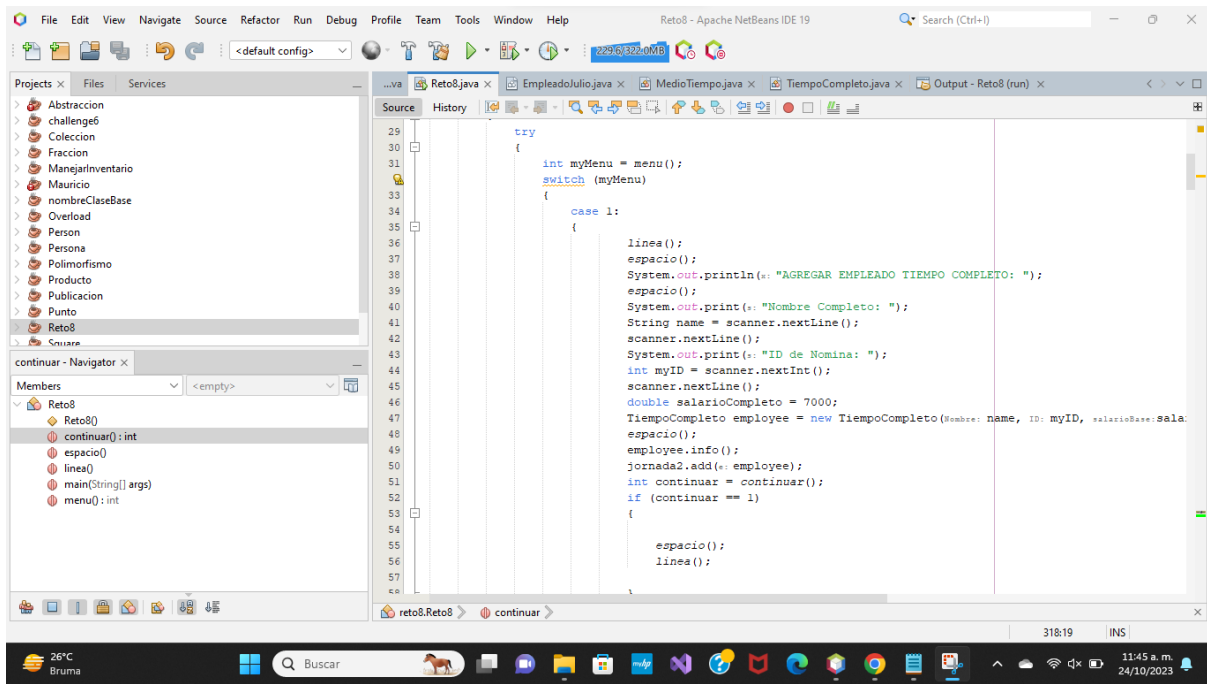 File Edit View Navigate Source Refactor Run Debug Profile Team Tools Window Help Reto8 - Apache NetBeans IDE 19 Search (Ctrl+I)
<default config> 229.6/322.0MB
Projects Files Services
Abstraccion
challenge6
Coleccion
Fraccion
ManejarInventario
Mauricio
nombreClaseBase
Overload
Person
Persona
Polimorfismo
Producto
Publicacion
Punto
Reto8
Square
continuar - Navigator
Members <empty>
Reto8
Reto8()
continuar() : int
espacio()
linea()
main(String[] args)
menu() : int
...va Reto8.java EmpleadoJulio.java MedioTiempo.java TiempoCompleto.java Output - Reto8 (run)
Source History
29 try
30 {
31 int myMenu = menu();
switch (myMenu)
33 {
34 case 1:
35 {
36 linea();
37 espacio();
38 System.out.println(s: "AGREGAR EMPLEADO TIEMPO COMPLETO: ");
39 espacio();
40 System.out.print(s: "Nombre Completo: ");
41 String name = scanner.nextLine();
42 scanner.nextLine();
43 System.out.print(s: "ID de Nomina: ");
44 int myID = scanner.nextInt();
45 scanner.nextLine();
46 double salarioCompleto = 7000;
47 TiempoCompleto employee = new TiempoCompleto(Nombre: name, ID: myID, salarioBase: sala
48 espacio();
49 employee.info();
50 jornada2.add(e: employee);
51 int continuar = continuar();
52 if (continuar == 1)
53 {
54
55 espacio();
56 linea();
57
58 }
reto8.Reto8 continuar
318:19 INS
26°C
Bruma
Buscar
mvhp
11:45 a. m.
24/10/2023